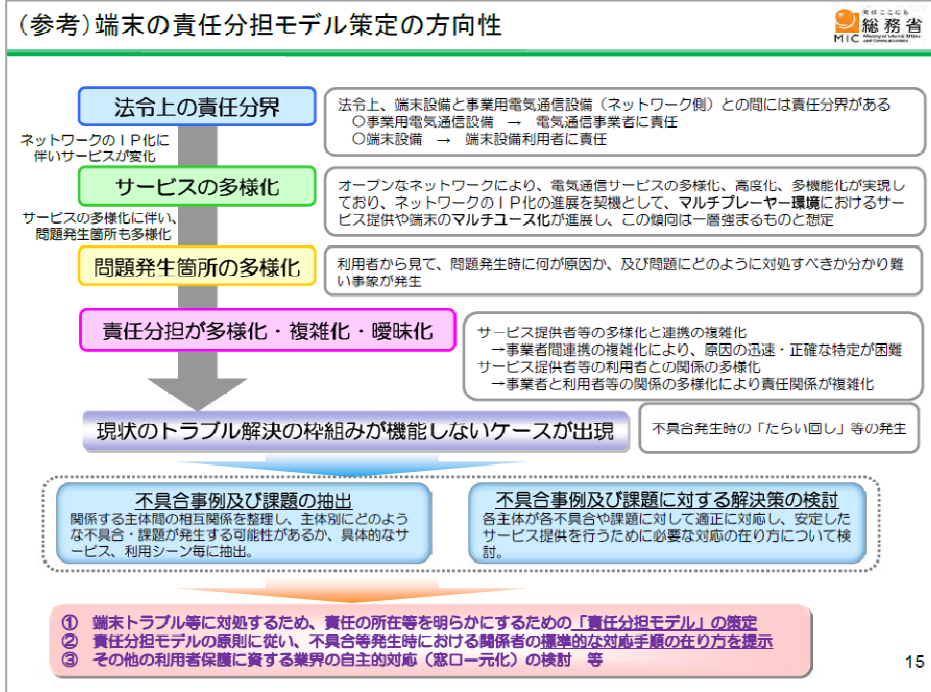 (参考)端末の責任分担モデル策定の方向性
総務省
MIC
法令上の責任分界
法令上、端末設備と事業用電気通信設備（ネットワーク側）との間には責任分界がある
○事業用電気通信設備　→　電気通信事業者に責任
○端末設備　→　端末設備利用者に責任
ネットワークのＩＰ化に
伴いサービスが変化
サービスの多様化
オープンなネットワークにより、電気通信サービスの多様化、高度化、多機能化が実現し
ており、ネットワークのＩＰ化の進展を契機として、マルチプレーヤー環境におけるサー
ビス提供や端末のマルチユース化が進展し、この傾向は一層強まるものと想定
サービスの多様化に伴い、
問題発生箇所も多様化
問題発生箇所の多様化
利用者から見て、問題発生時に何が原因か、及び問題にどのように対処すべきか分かり難
い事象が発生
責任分担が多様化・複雑化・曖昧化
サービス提供者等の多様化と連携の複雑化
→事業者間連携の複雑化により、原因の迅速・正確な特定が困難
サービス提供者等の利用者との関係の多様化
→事業者と利用者等の関係の多様化により責任関係が複雑化
現状のトラブル解決の枠組みが機能しないケースが出現
不具合発生時の「たらい回し」等の発生
不具合事例及び課題の抽出
関係する主体間の相互関係を整理し、主体別にどのよう
な不具合・課題が発生する可能性があるか、具体的なサ
ービス、利用シーン毎に抽出。
不具合事例及び課題に対する解決策の検討
各主体が各不具合や課題に対して適正に対応し、安定した
サービス提供を行うために必要な対応の在り方について検
討。
①　端末トラブル等に対処するため、責任の所在等を明らかにするための「責任分担モデル」の策定
②　責任分担モデルの原則に従い、不具合等発生時における関係者の標準的な対応手順の在り方を提示
③　その他の利用者保護に資する業界の自主的対応（窓口一元化）の検討　等
15